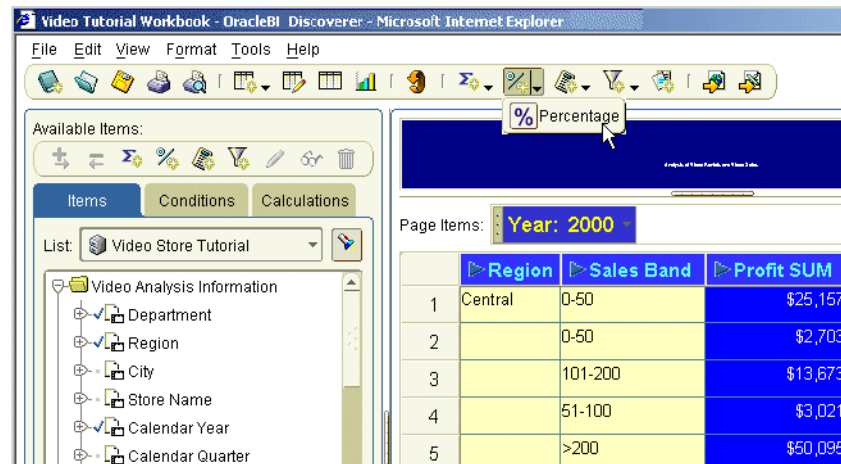 Video Tutorial Workbook - OracleBI Discoverer - Microsoft Internet Explorer
File Edit View Format Tools Help
% Percentage
Available Items:
Items Conditions Calculations
List: Video Store Tutorial
Video Analysis Information
Department
Region
City
Store Name
Calendar Year
Calendar Quarter
Page Items: Year: 2000
Region Sales Band Profit SUM
1 Central 0-50 $25,157
2 0-50 $2,703
3 101-200 $13,673
4 51-100 $3,021
5 >200 $50,095